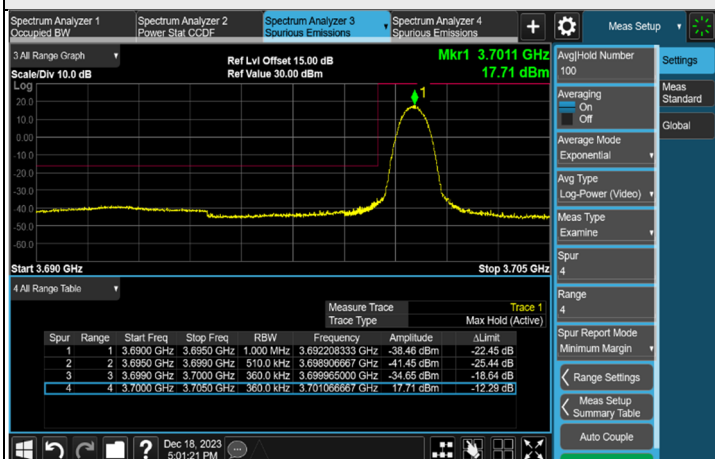 Spectrum Analyzer 1
Occupied BW
Spectrum Analyzer 2
Power Stat CCDF
Spectrum Analyzer 3
Spurious Emissions
Spectrum Analyzer 4
Spurious Emissions
+
Meas Setup
3 All Range Graph
Scale/Div 10.0 dB
Ref Lvl Offset 15.00 dB
Ref Value 30.00 dBm
Mkr1 3.7011 GHz
17.71 dBm
Log
1
20.0
10.0
0.00
-10.0
-20.0
-30.0
-40.0
-50.0
-60.0
Start 3.690 GHz
Stop 3.705 GHz
4 All Range Table
Measure Trace Trace 1
Trace Type Max Hold (Active)
Spur Range Start Freq Stop Freq RBW Frequency Amplitude ΔLimit
1 1 3.6900 GHz 3.6950 GHz 1.000 MHz 3.692208333 GHz -38.46 dBm -22.45 dB
2 2 3.6950 GHz 3.6990 GHz 510.0 kHz 3.698906667 GHz -41.45 dBm -25.44 dB
3 3 3.6990 GHz 3.7000 GHz 360.0 kHz 3.699965000 GHz -34.65 dBm -18.64 dB
4 4 3.7000 GHz 3.7050 GHz 360.0 kHz 3.701066667 GHz 17.71 dBm -12.29 dB
?
Dec 18, 2023
5:01:21 PM
Avg|Hold Number
100
Averaging
On
Off
Average Mode
Exponential
Avg Type
Log-Power (Video)
Meas Type
Examine
Spur
4
Range
4
Spur Report Mode
Minimum Margin
Range Settings
Meas Setup
Summary Table
Auto Couple
Settings
Meas
Standard
Global